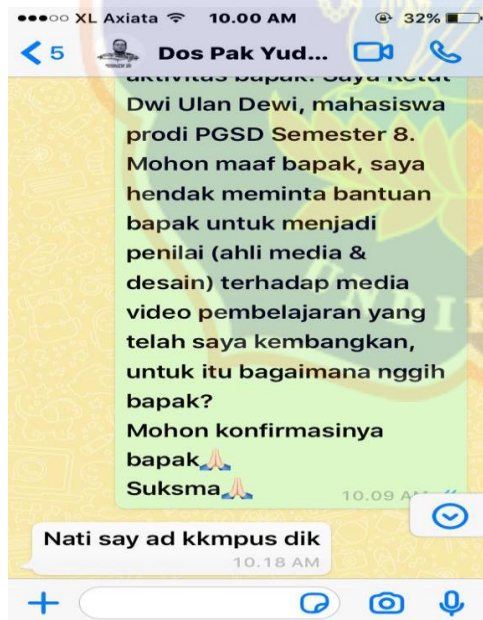 XL Axiata 10.00 AM 32%
5 Dos Pak Yud...
aktivitas bapak. Saya Ketut
Dwi Ulan Dewi, mahasiswa
prodi PGSD Semester 8.
Mohon maaf bapak, saya
hendak meminta bantuan
bapak untuk menjadi
penilai (ahli media &
desain) terhadap media
video pembelajaran yang
telah saya kembangkan,
untuk itu bagaimana nggih
bapak?
Mohon konfirmasinya
bapak🙏🏻
Suksma🙏🏻
10.09 AM
Nati say ad kkmpus dik
10.18 AM
UNDI